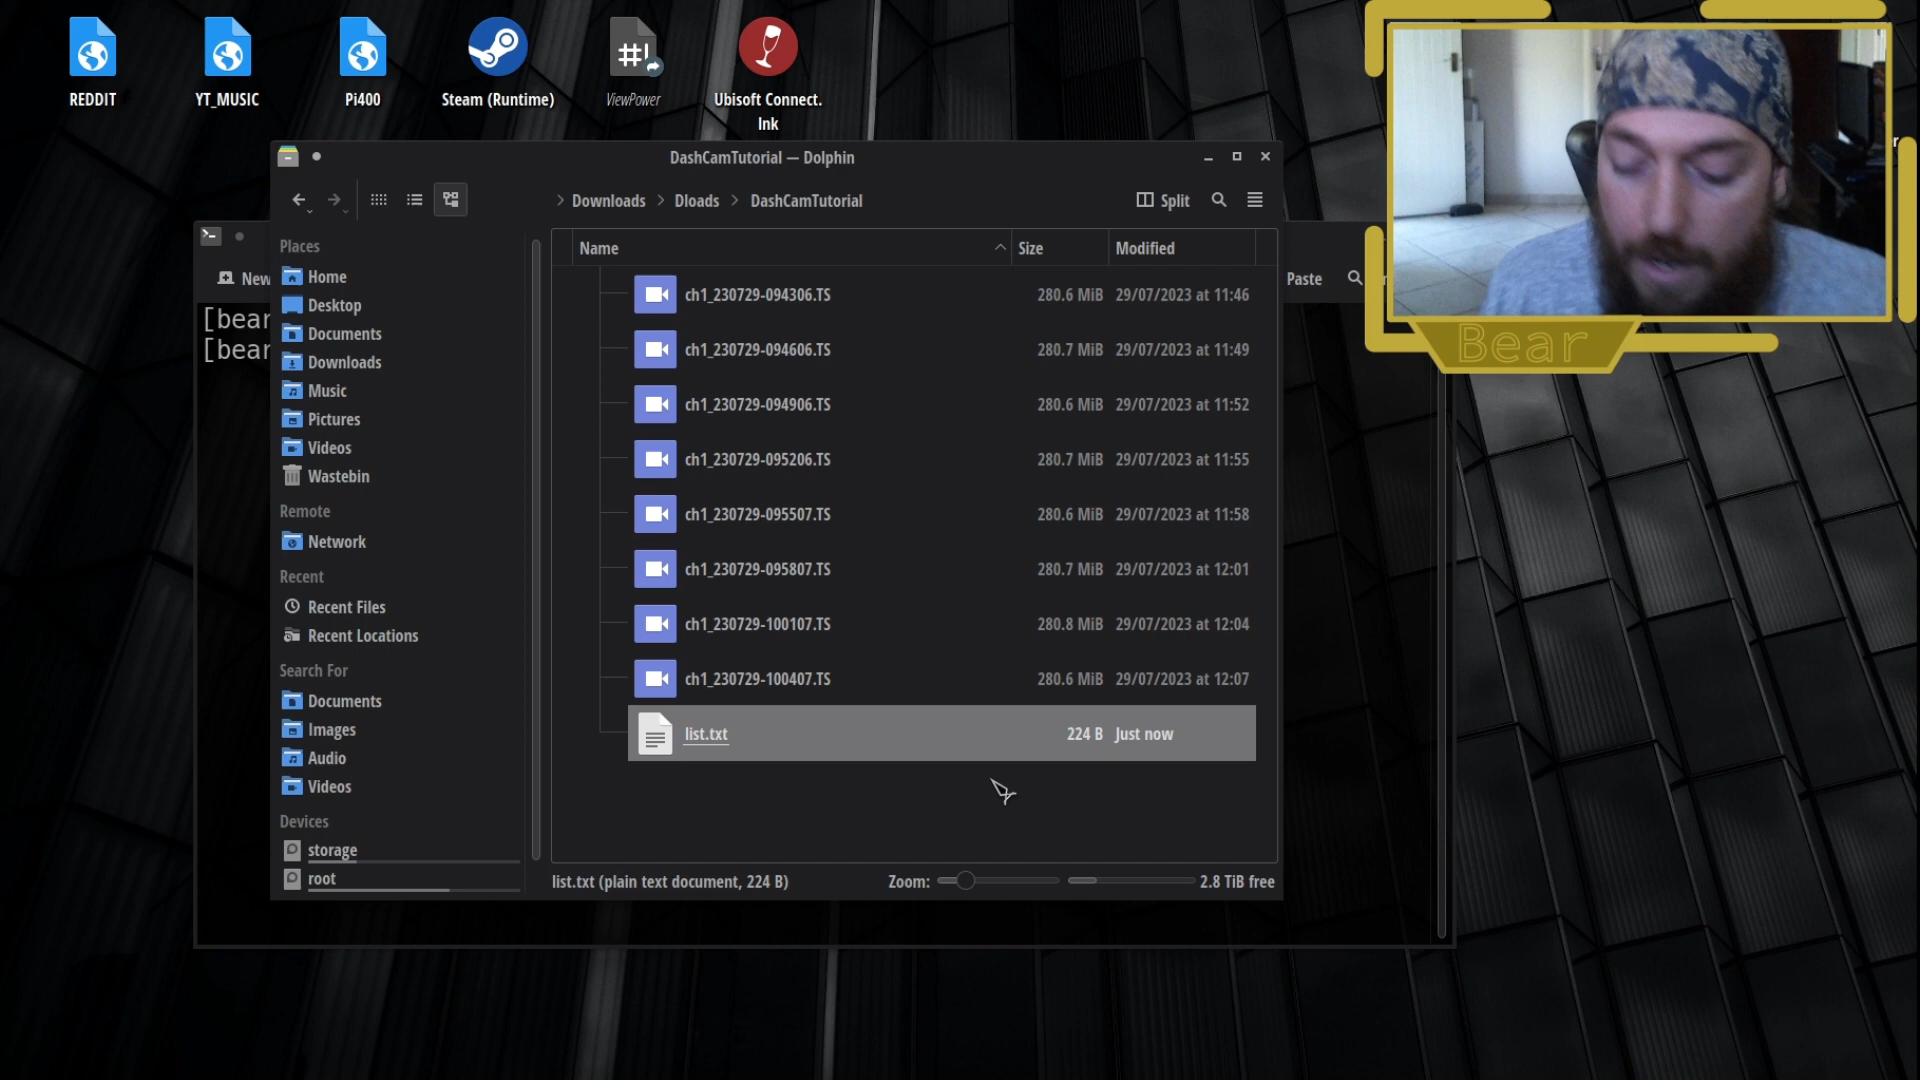 REDDIT
YT_MUSIC
Pi400
Steam (Runtime)
ViewPower
Ubisoft Connect.
lnk
DashCamTutorial — Dolphin
Downloads
Dloads
DashCamTutorial
Split
New
Paste
[bear
[bear
Places
Home
Desktop
Documents
Downloads
Music
Pictures
Videos
Wastebin
Remote
Network
Recent
Recent Files
Recent Locations
Search For
Documents
Images
Audio
Videos
Devices
storage
root
Name Size Modified
ch1_230729-094306.TS 280.6 MiB 29/07/2023 at 11:46
ch1_230729-094606.TS 280.7 MiB 29/07/2023 at 11:49
ch1_230729-094906.TS 280.6 MiB 29/07/2023 at 11:52
ch1_230729-095206.TS 280.7 MiB 29/07/2023 at 11:55
ch1_230729-095507.TS 280.6 MiB 29/07/2023 at 11:58
ch1_230729-095807.TS 280.7 MiB 29/07/2023 at 12:01
ch1_230729-100107.TS 280.8 MiB 29/07/2023 at 12:04
ch1_230729-100407.TS 280.6 MiB 29/07/2023 at 12:07
list.txt 224 B Just now
list.txt (plain text document, 224 B)
Zoom:
2.8 TiB free
Bear